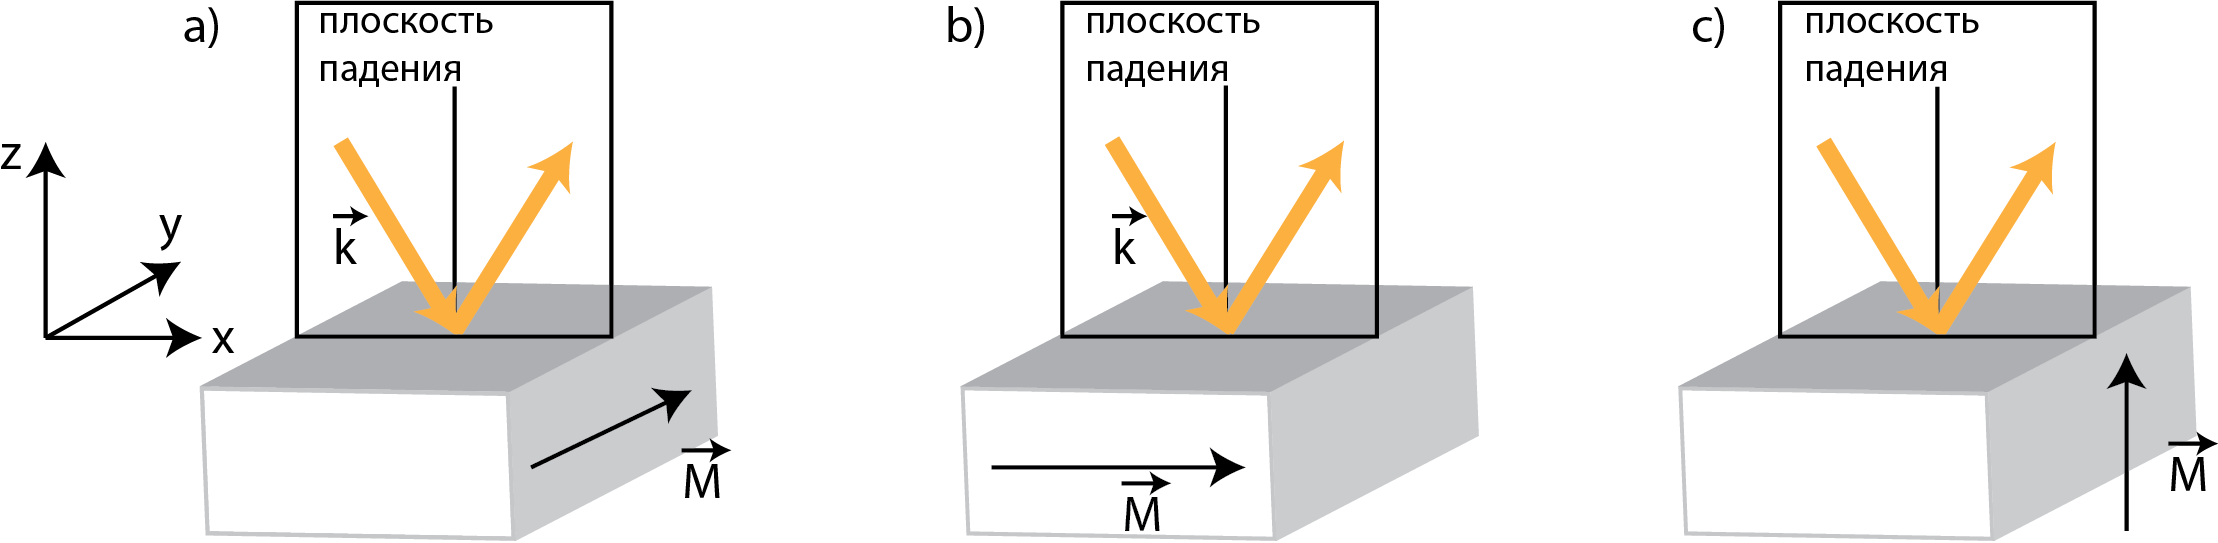 a)
плоскость
падения
z
y
x
k
M
b)
плоскость
падения
k
M
c)
плоскость
падения
M